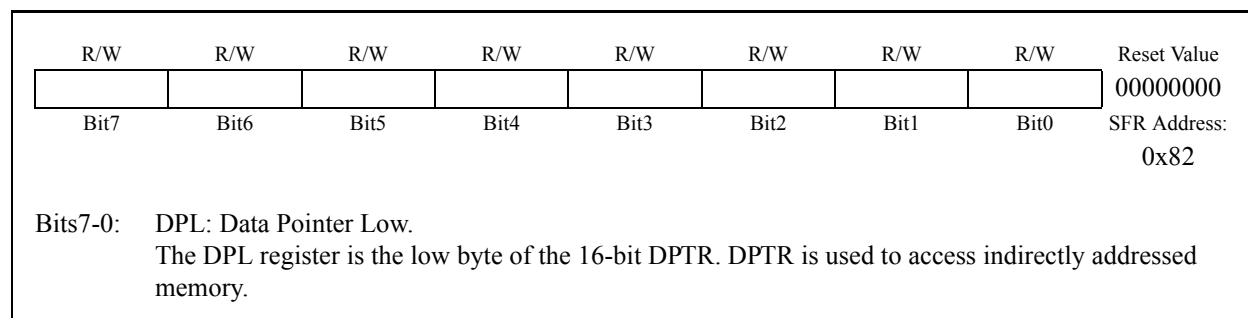 R/W R/W R/W R/W R/W R/W R/W R/W Reset Value
00000000
Bit7 Bit6 Bit5 Bit4 Bit3 Bit2 Bit1 Bit0 SFR Address:
0x82
Bits7-0: DPL: Data Pointer Low.
The DPL register is the low byte of the 16-bit DPTR. DPTR is used to access indirectly addressed
memory.